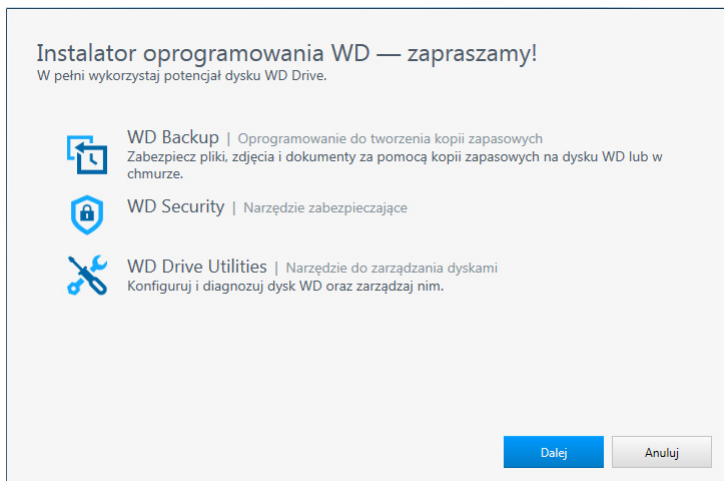 Instalator oprogramowania WD — zapraszamy!
W pełni wykorzystaj potencjał dysku WD Drive.
WD Backup | Oprogramowanie do tworzenia kopii zapasowych
Zabezpiecz pliki, zdjęcia i dokumenty za pomocą kopii zapasowych na dysku WD lub w
chmurze.
WD Security | Narzędzie zabezpieczające
WD Drive Utilities | Narzędzie do zarządzania dyskami
Konfiguruj i diagnozuj dysk WD oraz zarządzaj nim.
Dalej
Anuluj